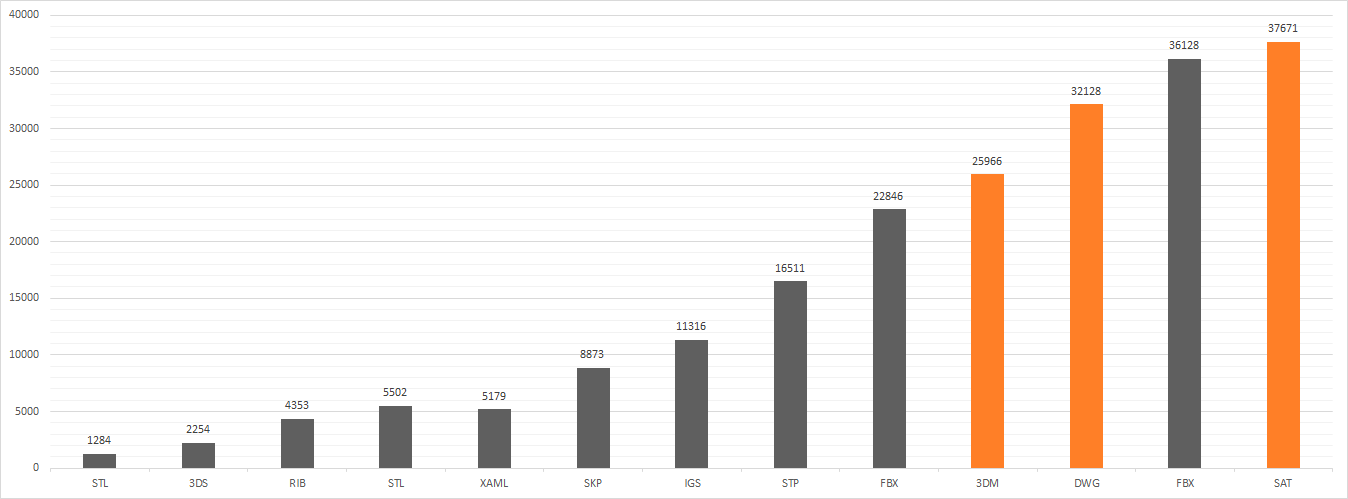 40000
35000
30000
25000
20000
15000
10000
5000
0
1284
2254
4353
5502
5179
8873
11316
16511
22846
25966
32128
36128
37671
STL
3DS
RIB
STL
XAML
SKP
IGS
STP
FBX
3DM
DWG
FBX
SAT